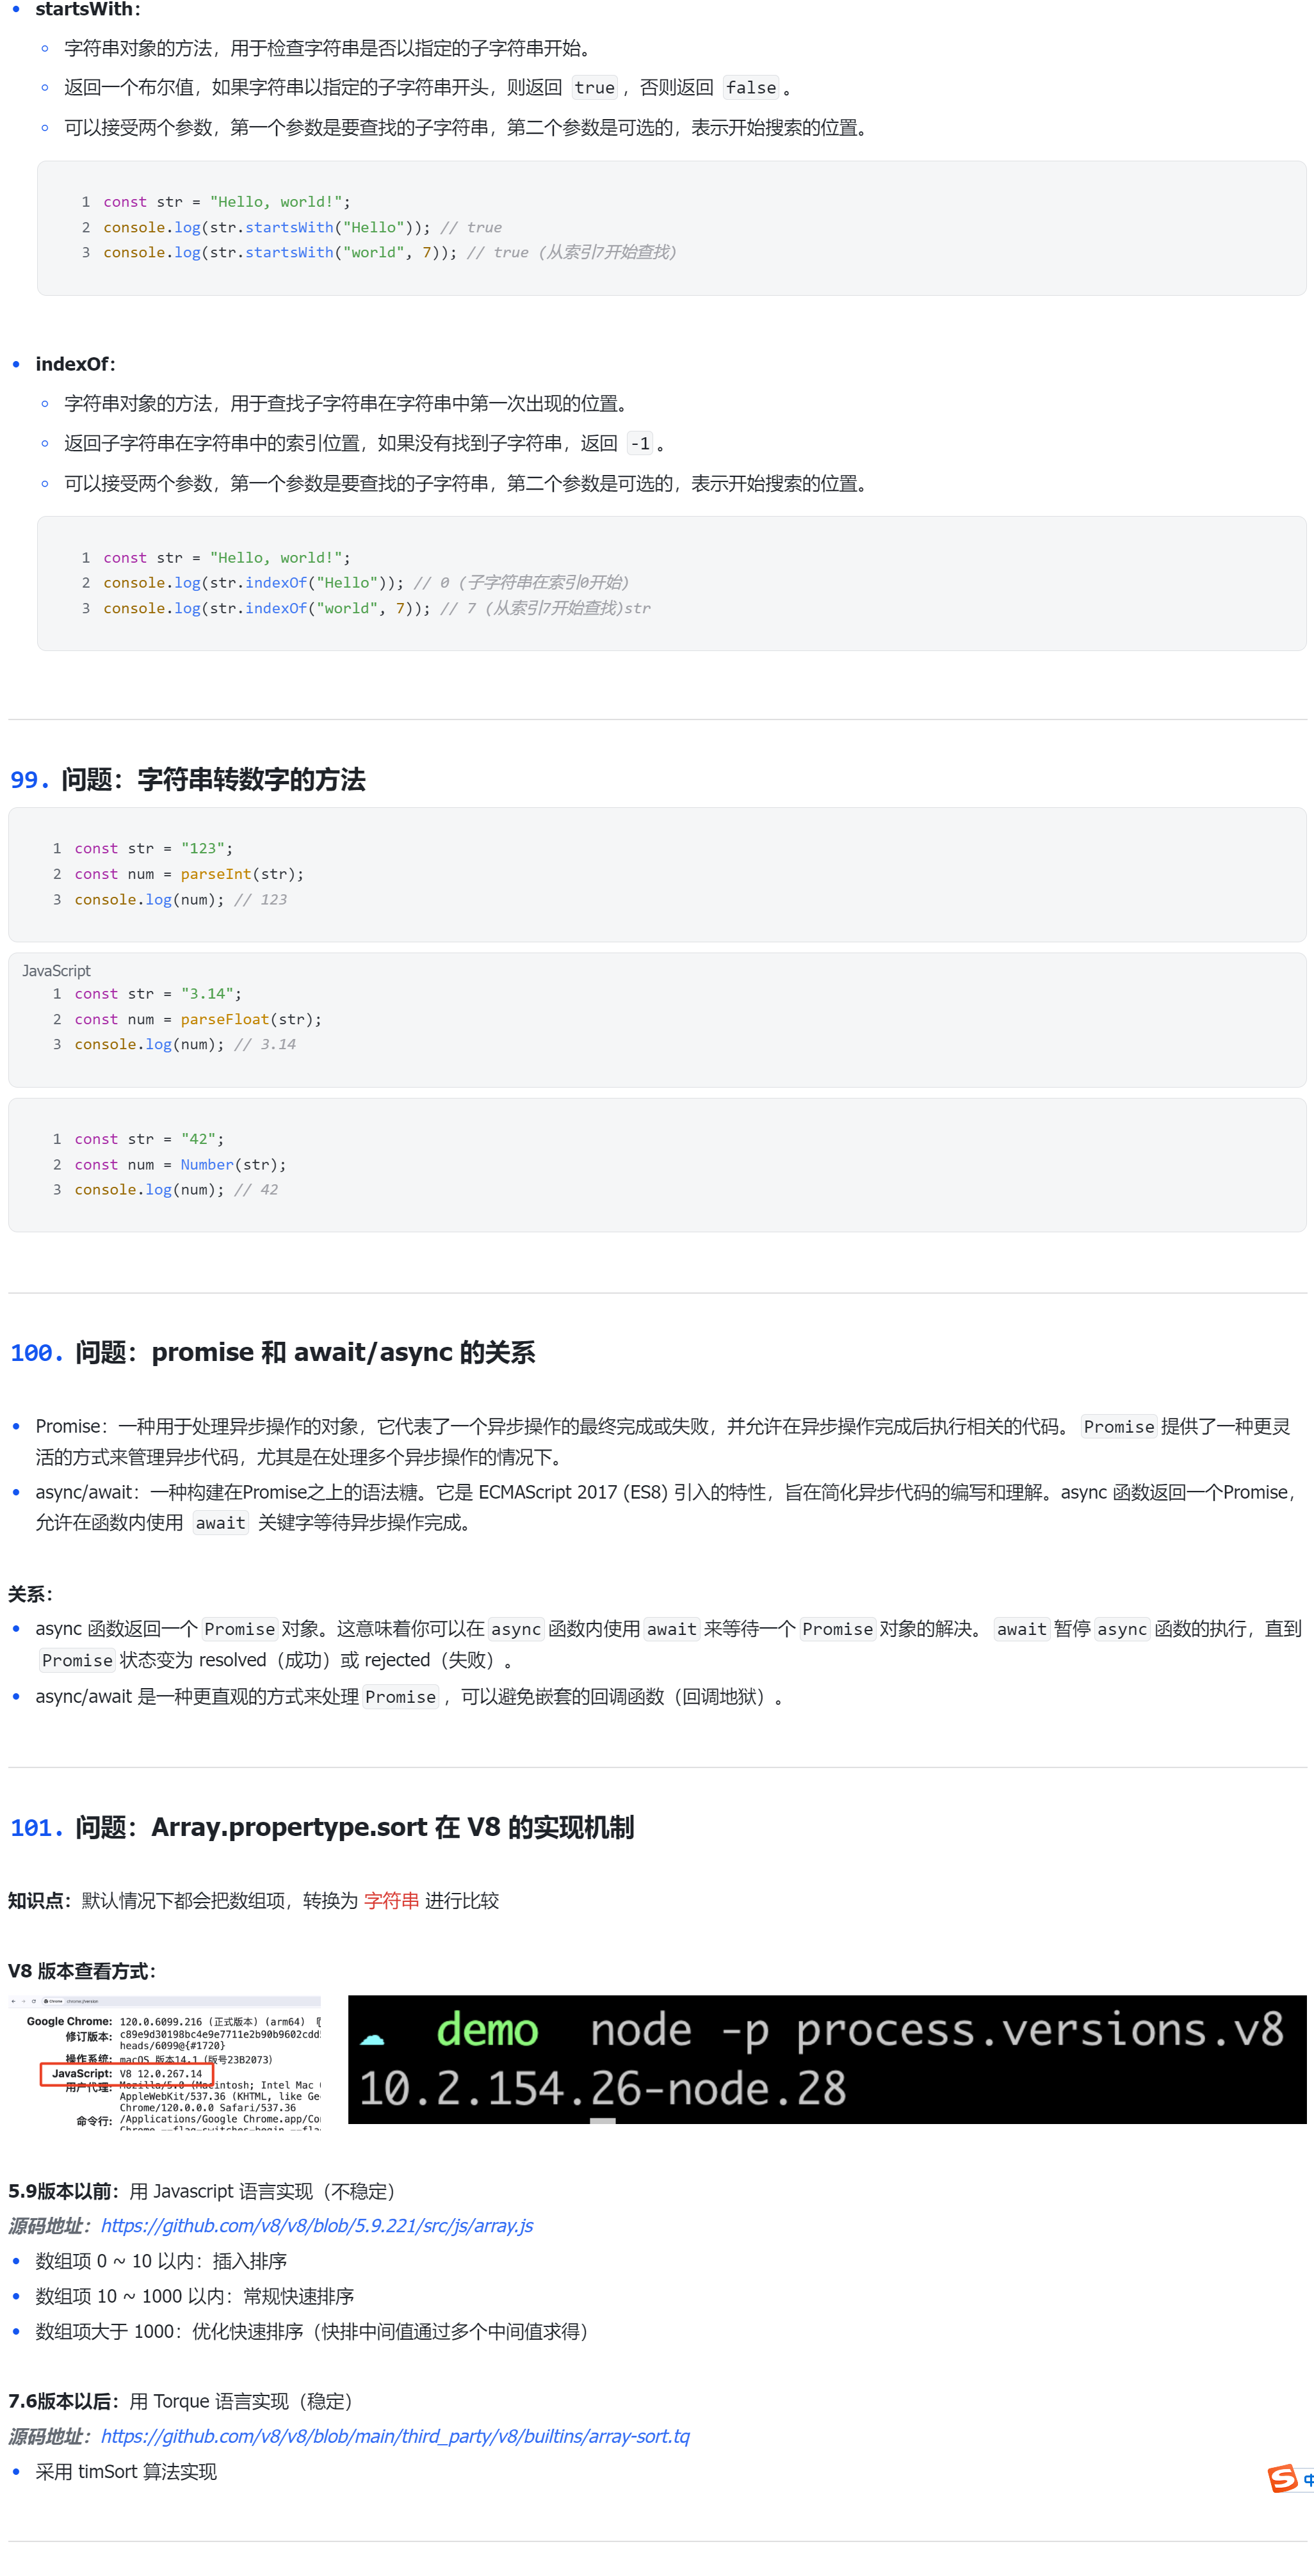 startsWith：
字符串对象的方法，用于检查字符串是否以指定的子字符串开始。
返回一个布尔值，如果字符串以指定的子字符串开头，则返回 true，否则返回 false。
可以接受两个参数，第一个参数是要查找的子字符串，第二个参数是可选的，表示开始搜索的位置。
1 const str = "Hello, world!";
2 console.log(str.startsWith("Hello")); // true
3 console.log(str.startsWith("world", 7)); // true (从索引7开始查找)
indexOf：
字符串对象的方法，用于查找子字符串在字符串中第一次出现的位置。
返回子字符串在字符串中的索引位置，如果没有找到子字符串，返回 -1。
可以接受两个参数，第一个参数是要查找的子字符串，第二个参数是可选的，表示开始搜索的位置。
1 const str = "Hello, world!";
2 console.log(str.indexOf("Hello")); // 0 (子字符串在索引0开始)
3 console.log(str.indexOf("world", 7)); // 7 (从索引7开始查找)str
99. 问题：字符串转数字的方法
1 const str = "123";
2 const num = parseInt(str);
3 console.log(num); // 123
JavaScript
1 const str = "3.14";
2 const num = parseFloat(str);
3 console.log(num); // 3.14
1 const str = "42";
2 const num = Number(str);
3 console.log(num); // 42
100. 问题：promise 和 await/async 的关系
Promise：一种用于处理异步操作的对象，它代表了一个异步操作的最终完成或失败，并允许在异步操作完成后执行相关的代码。 Promise 提供了一种更灵
活的方式来管理异步代码，尤其是在处理多个异步操作的情况下。
async/await：一种构建在Promise之上的语法糖。它是 ECMAScript 2017 (ES8) 引入的特性，旨在简化异步代码的编写和理解。async 函数返回一个Promise，
允许在函数内使用 await 关键字等待异步操作完成。
关系：
async 函数返回一个 Promise 对象。这意味着你可以在 async 函数内使用 await 来等待一个 Promise 对象的解决。 await 暂停 async 函数的执行，直到
Promise 状态变为 resolved（成功）或 rejected（失败）。
async/await 是一种更直观的方式来处理 Promise ，可以避免嵌套的回调函数（回调地狱）。
101. 问题：Array.propertype.sort 在 V8 的实现机制
知识点：默认情况下都会把数组项，转换为 字符串 进行比较
V8 版本查看方式：
Chrome chrome://version
Google Chrome: 120.0.6099.216 (正式版本) (arm64)
修订版本: c89e9d30198bc4e9e7711e2b90b9602cdd
heads/6099@{#1720}
操作系统: macOS 版本14.1（版号23B2073）
JavaScript: V8 12.0.267.14
用户代理: Mozilla/5.0 (Macintosh; Intel Mac
AppleWebKit/537.36 (KHTML, like Ge
Chrome/120.0.0.0 Safari/537.36
命令行: /Applications/Google Chrome.app/Co
Chrome --flag-switches-begin --fla
demo node -p process.versions.v8
10.2.154.26-node.28
5.9版本以前：用 Javascript 语言实现（不稳定）
源码地址：https://github.com/v8/v8/blob/5.9.221/src/js/array.js
数组项 0 ~ 10 以内：插入排序
数组项 10 ~ 1000 以内：常规快速排序
数组项大于 1000：优化快速排序（快排中间值通过多个中间值求得）
7.6版本以后：用 Torque 语言实现（稳定）
源码地址：https://github.com/v8/v8/blob/main/third_party/v8/builtins/array-sort.tq
采用 timSort 算法实现